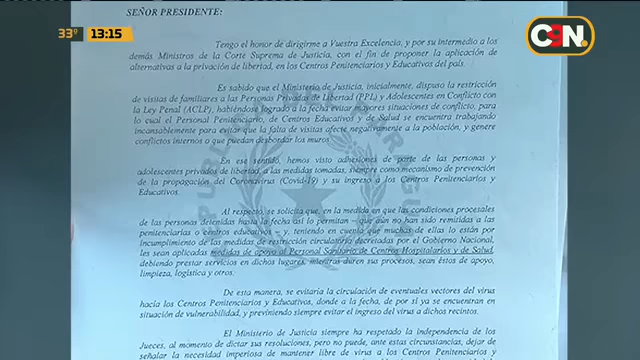 33º 13:15
C9N.
SEÑOR PRESIDENTE:
Tengo el honor de dirigirme a Vuestra Excelencia, y por su intermedio a los
demás Ministros de la Corte Suprema de Justicia, con el fin de proponer la aplicación de
alternativas a la privación de libertad, en los Centros Penitenciarios y Educativos del país.
Es sabido que el Ministerio de Justicia, inicialmente, dispuso la restricción
de visitas de familiares a las Personas Privadas de Libertad (PPL) y Adolescentes en Conflicto con
la Ley Penal (ACLP), habiéndose logrado a la fecha evitar mayores situaciones de conflicto, para
lo cual el Personal Penitenciario, de Centros Educativos y de Salud se encuentra trabajando
incansablemente para evitar que la falta de visitas afecte negativamente a la población, y genere
conflictos internos o que puedan desbordar los muros.
En ese sentido, hemos visto adhesiones de parte de las personas y
adolescentes privados de libertad, a las medidas tomadas, siempre como mecanismo de prevención
de la propagación del Coronavirus (Covid-19) y su ingreso a los Centros Penitenciarios y
Educativos.
Al respecto, se solicita que, en la medida en que las condiciones procesales
de las personas detenidas hasta la fecha así lo permitan – que aún no han sido remitidas a las
penitenciarías o centros educativos – y, teniendo en cuenta que muchas de ellas lo están por
incumplimiento de las medidas de restricción circulatoria decretadas por el Gobierno Nacional,
les sean aplicadas medidas de apoyo al Personal Sanitario de Centros Hospitalarios y de Salud,
debiendo prestar servicios en dichos lugares, mientras duren sus procesos, sean éstos de apoyo,
limpieza, logística y otros.
De esta manera, se evitaría la circulación de eventuales vectores del virus
hacía los Centros Penitenciarios y Educativos, donde a la fecha, de por sí ya se encuentran en
situación de vulnerabilidad, y previniendo siempre evitar el ingreso del virus a dichos recintos.
El Ministerio de Justicia siempre ha respetado la independencia de los
Jueces, al momento de dictar sus resoluciones, pero no puede, ante estas circunstancias, dejar de
señalar la necesidad imperiosa de mantener libre de virus a los Centros Penitenciarios y